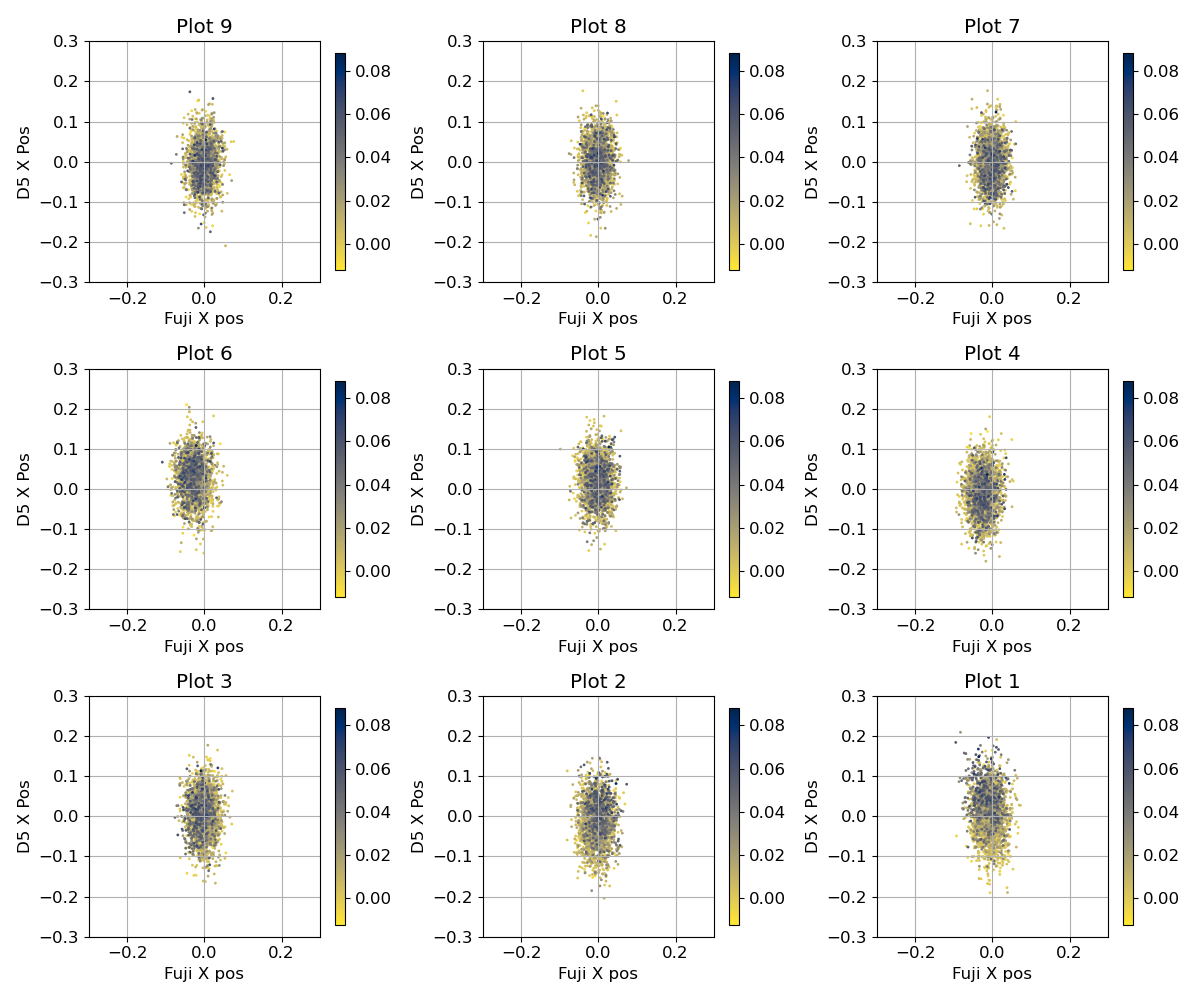 Plot 9 Plot 8 Plot 7
0.3 0.3 0.3
0.08 0.08 0.08
0.2 0.2 0.2
0.1 0.06 0.1 0.06 0.1 0.06
D5 X Pos D5 X Pos D5 X Pos
0.0 0.04 0.0 0.04 0.0 0.04
−0.1 0.02 −0.1 0.02 −0.1 0.02
−0.2 0.00 −0.2 0.00 −0.2 0.00
−0.3 −0.3 −0.3
−0.2 0.0 0.2 −0.2 0.0 0.2 −0.2 0.0 0.2
Fuji X pos Fuji X pos Fuji X pos
Plot 6 Plot 5 Plot 4
0.3 0.3 0.3
0.08 0.08 0.08
0.2 0.2 0.2
0.1 0.06 0.1 0.06 0.1 0.06
D5 X Pos D5 X Pos D5 X Pos
0.0 0.04 0.0 0.04 0.0 0.04
−0.1 0.02 −0.1 0.02 −0.1 0.02
−0.2 0.00 −0.2 0.00 −0.2 0.00
−0.3 −0.3 −0.3
−0.2 0.0 0.2 −0.2 0.0 0.2 −0.2 0.0 0.2
Fuji X pos Fuji X pos Fuji X pos
Plot 3 Plot 2 Plot 1
0.3 0.3 0.3
0.08 0.08 0.08
0.2 0.2 0.2
0.1 0.06 0.1 0.06 0.1 0.06
D5 X Pos D5 X Pos D5 X Pos
0.0 0.04 0.0 0.04 0.0 0.04
−0.1 0.02 −0.1 0.02 −0.1 0.02
−0.2 0.00 −0.2 0.00 −0.2 0.00
−0.3 −0.3 −0.3
−0.2 0.0 0.2 −0.2 0.0 0.2 −0.2 0.0 0.2
Fuji X pos Fuji X pos Fuji X pos